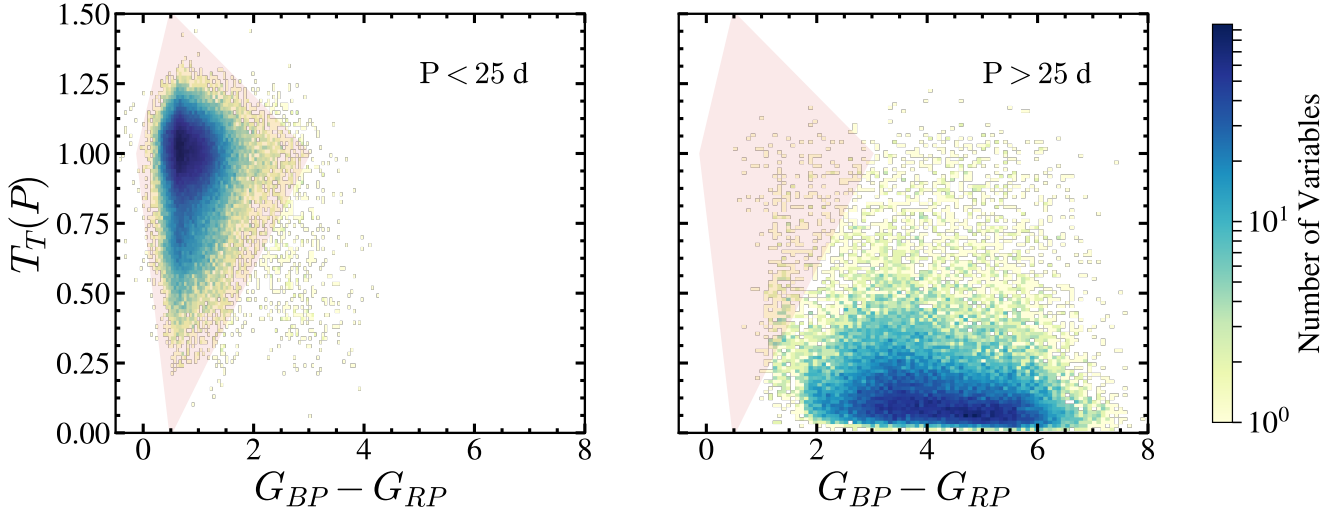 1.50
1.25
1.00
0.75
0.50
0.25
0.00
T_T(P)
P < 25 d
0 2 4 6 8
G_BP − G_RP
P > 25 d
0 2 4 6 8
G_BP − G_RP
10^1
10^0
Number of Variables